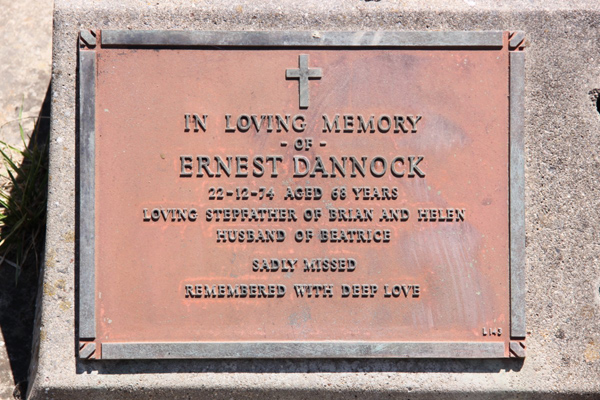 IN LOVING MEMORY
- OF -
ERNEST DANNOCK
22-12-74 AGED 68 YEARS
LOVING STEPFATHER OF BRIAN AND HELEN
HUSBAND OF BEATRICE
SADLY MISSED
REMEMBERED WITH DEEP LOVE